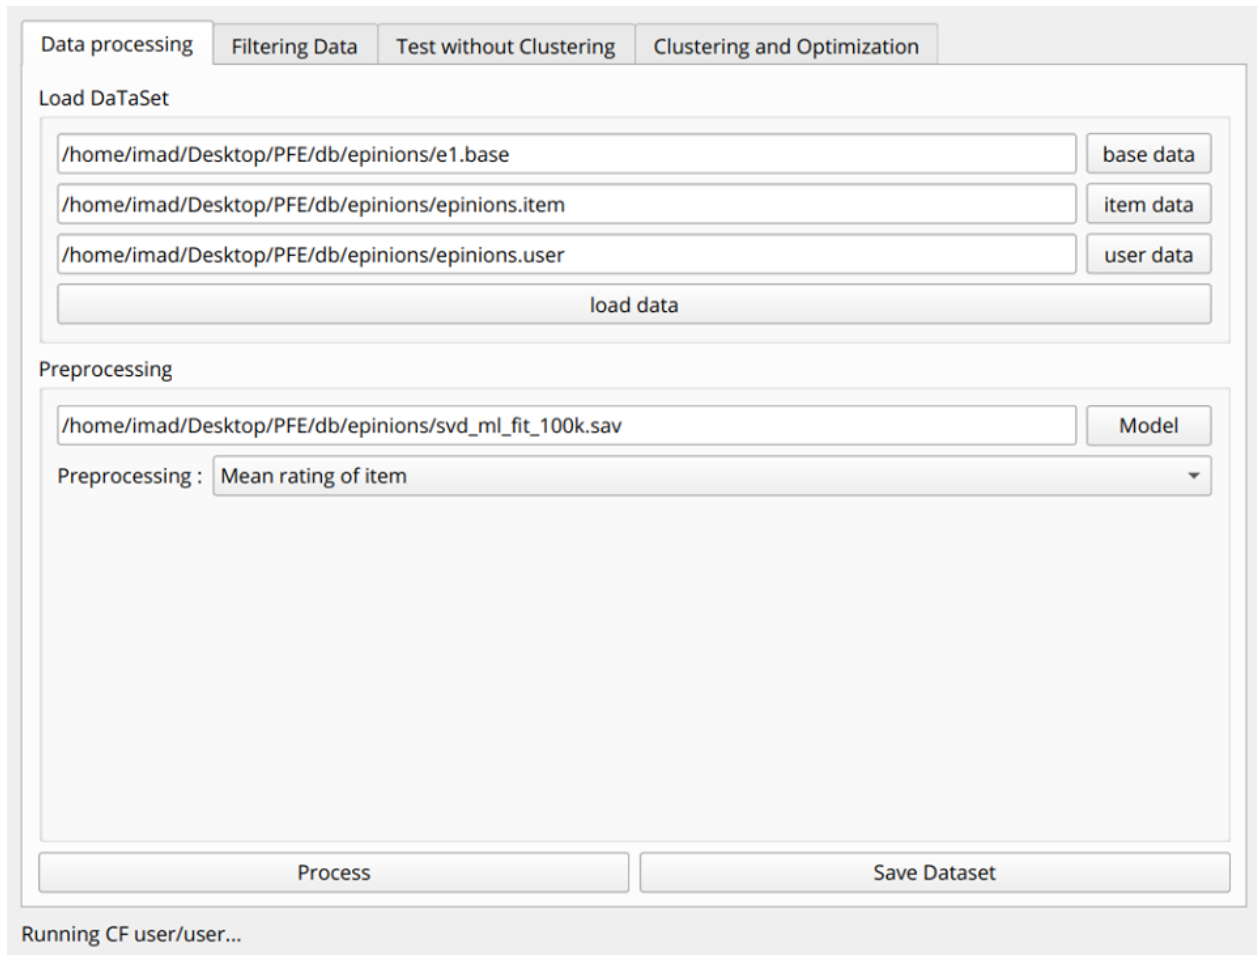 Data processing Filtering Data Test without Clustering Clustering and Optimization
Load DaTaSet
/home/imad/Desktop/PFE/db/epinions/e1.base base data
/home/imad/Desktop/PFE/db/epinions/epinions.item item data
/home/imad/Desktop/PFE/db/epinions/epinions.user user data
load data
Preprocessing
/home/imad/Desktop/PFE/db/epinions/svd_ml_fit_100k.sav Model
Preprocessing : Mean rating of item
Process Save Dataset
Running CF user/user...